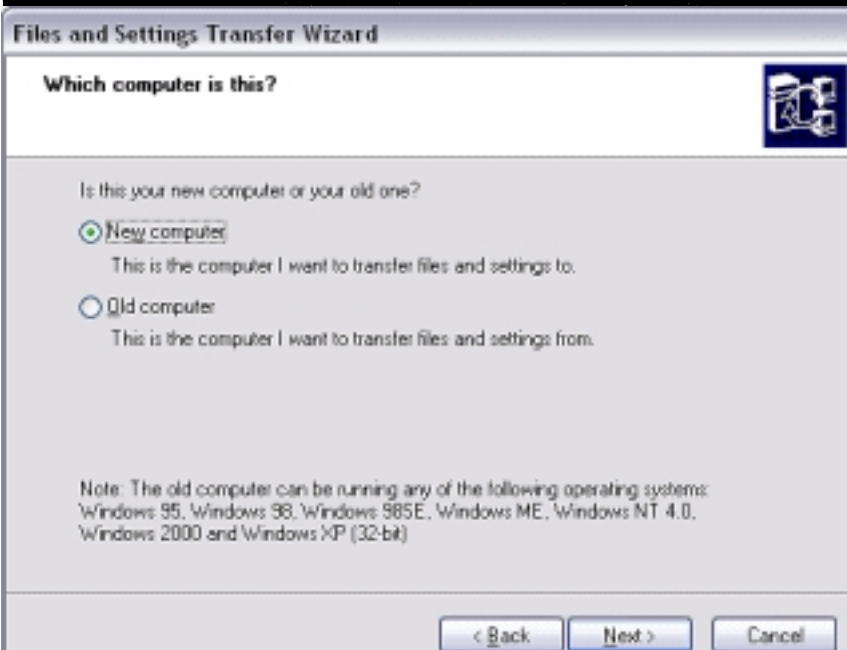 Files and Settings Transfer Wizard
Which computer is this?
Is this your new computer or your old one?
New computer
This is the computer I want to transfer files and settings to.
Old computer
This is the computer I want to transfer files and settings from.
Note: The old computer can be running any of the following operating systems:
Windows 95, Windows 98, Windows 98SE, Windows ME, Windows NT 4.0,
Windows 2000 and Windows XP (32-bit)
< Back Next > Cancel